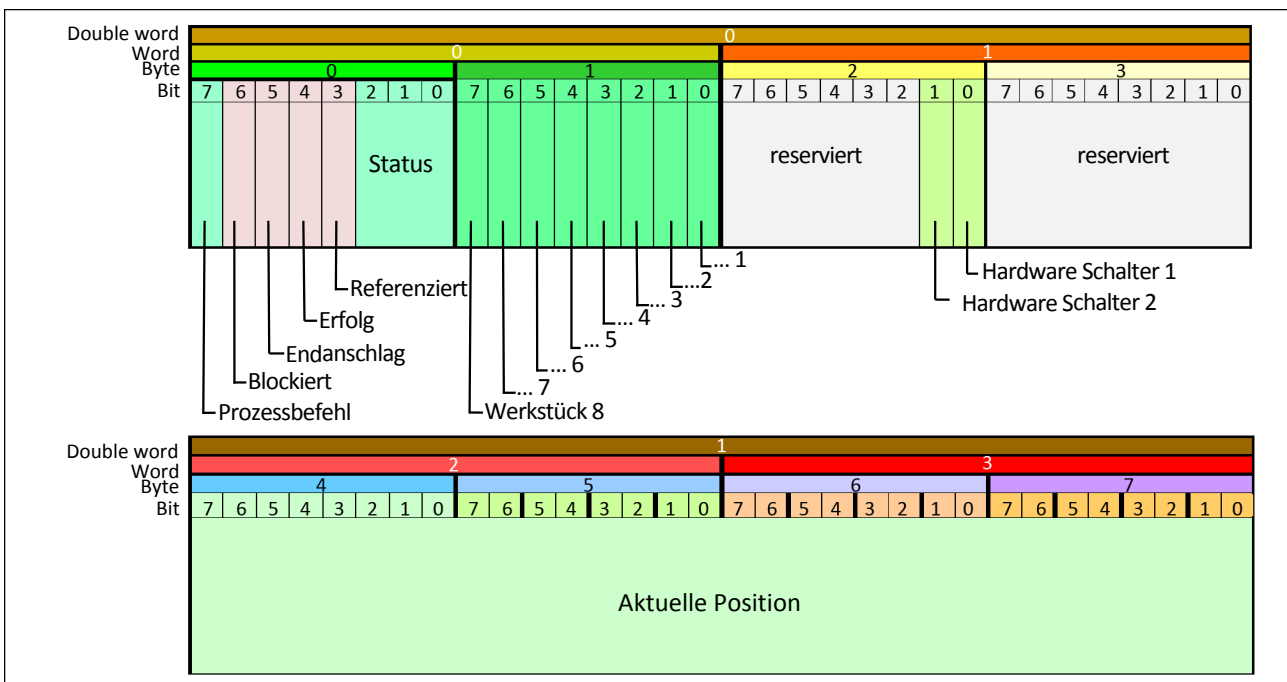 Double word 0
Word 0 1
Byte 0 1 2 3
Bit 7 6 5 4 3 2 1 0 7 6 5 4 3 2 1 0 7 6 5 4 3 2 1 0 7 6 5 4 3 2 1 0
Status reserviert reserviert
... 1
...2
... 3
... 4
... 5
... 6
... 7
Werkstück 8
Referenziert
Erfolg
Endanschlag
Blockiert
Prozessbefehl
Hardware Schalter 1
Hardware Schalter 2
Double word 1
Word 2 3
Byte 4 5 6 7
Bit 7 6 5 4 3 2 1 0 7 6 5 4 3 2 1 0 7 6 5 4 3 2 1 0 7 6 5 4 3 2 1 0
Aktuelle Position